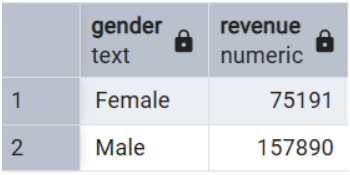 gender revenue
text numeric
1 Female 75191
2 Male 157890